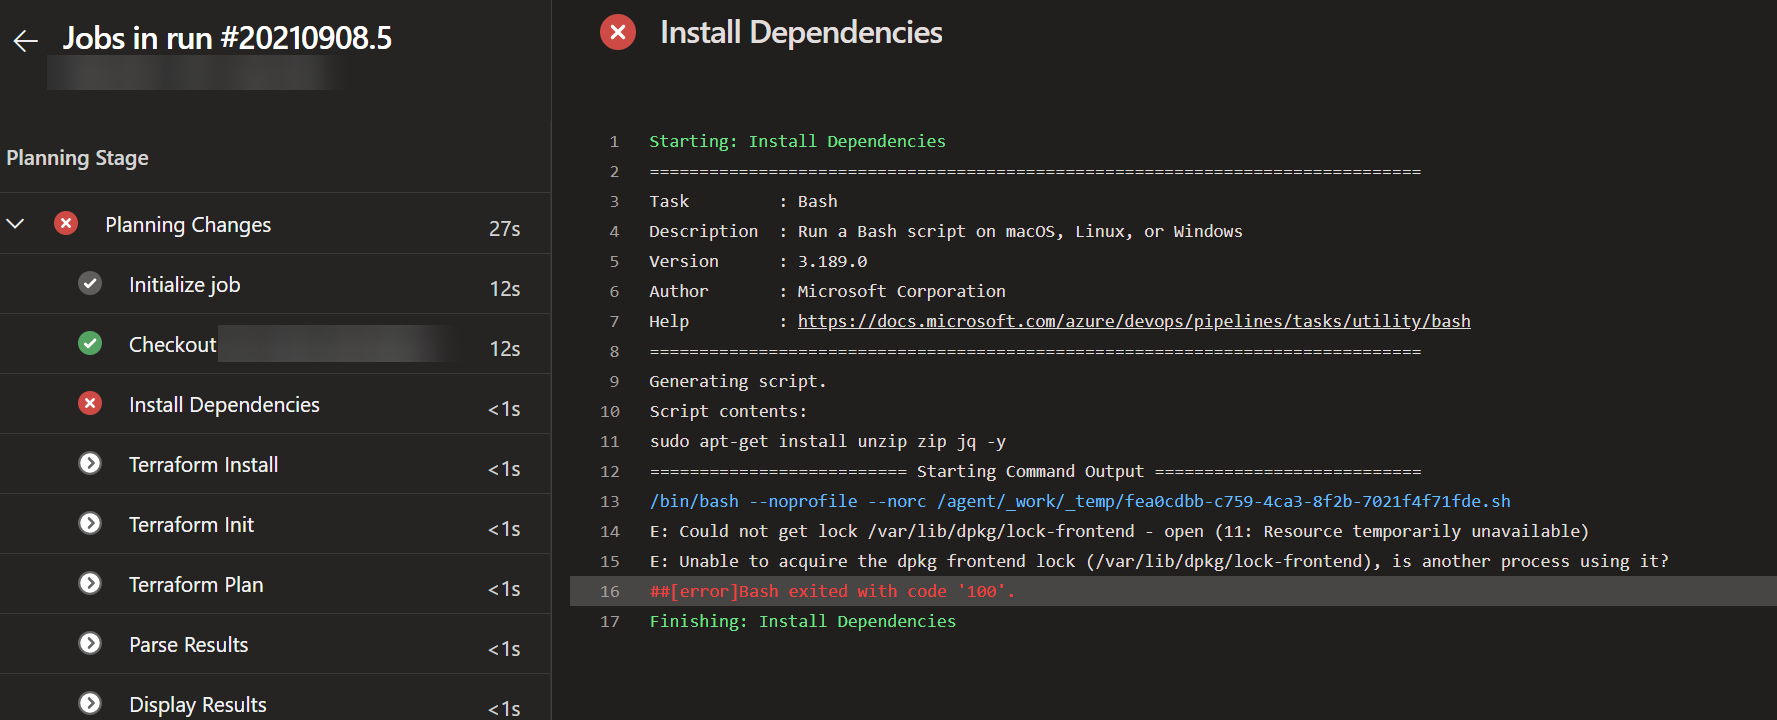 Jobs in run #20210908.5
Planning Stage
Planning Changes 27s
Initialize job 12s
Checkout 12s
Install Dependencies <1s
Terraform Install <1s
Terraform Init <1s
Terraform Plan <1s
Parse Results <1s
Display Results <1s
Install Dependencies
1 Starting: Install Dependencies
2 ==============================================================================
3 Task         : Bash
4 Description  : Run a Bash script on macOS, Linux, or Windows
5 Version      : 3.189.0
6 Author       : Microsoft Corporation
7 Help         : https://docs.microsoft.com/azure/devops/pipelines/tasks/utility/bash
8 ==============================================================================
9 Generating script.
10 Script contents:
11 sudo apt-get install unzip zip jq -y
12 ========================== Starting Command Output ===========================
13 /bin/bash --noprofile --norc /agent/_work/_temp/fea0cdbb-c759-4ca3-8f2b-7021f4f71fde.sh
14 E: Could not get lock /var/lib/dpkg/lock-frontend - open (11: Resource temporarily unavailable)
15 E: Unable to acquire the dpkg frontend lock (/var/lib/dpkg/lock-frontend), is another process using it?
16 ##[error]Bash exited with code '100'.
17 Finishing: Install Dependencies